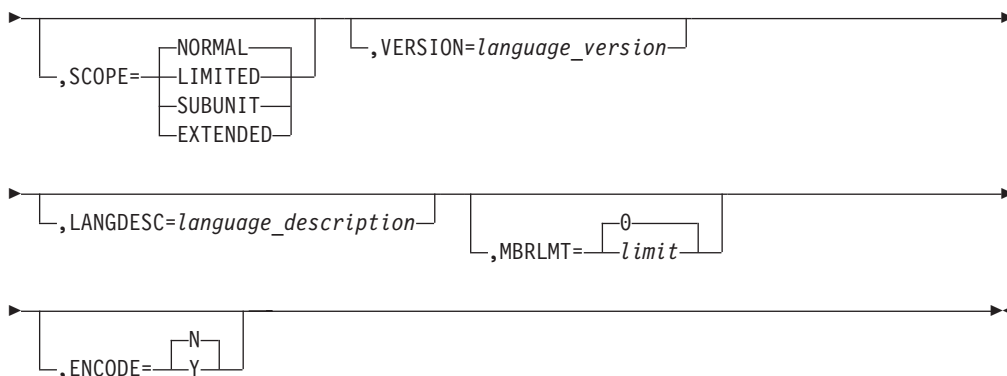 NORMAL
,VERSION=language_version
,SCOPE=
LIMITED
SUBUNIT
EXTENDED
,LANGDESC=language_description
0
,MBRLMT=
limit
N
,ENCODE=
Y